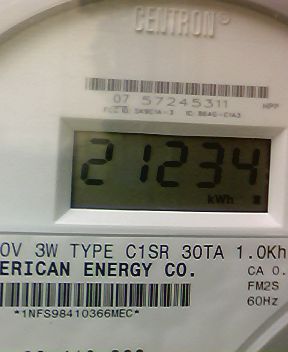 CENTRON®
07 57245311
HPP
21234
kWh
0V 3W TYPE C1SR 30TA 1.0Kh
ERICAN ENERGY CO.
CA 0.
FM2S
60Hz
*1NFS98410366MEC*